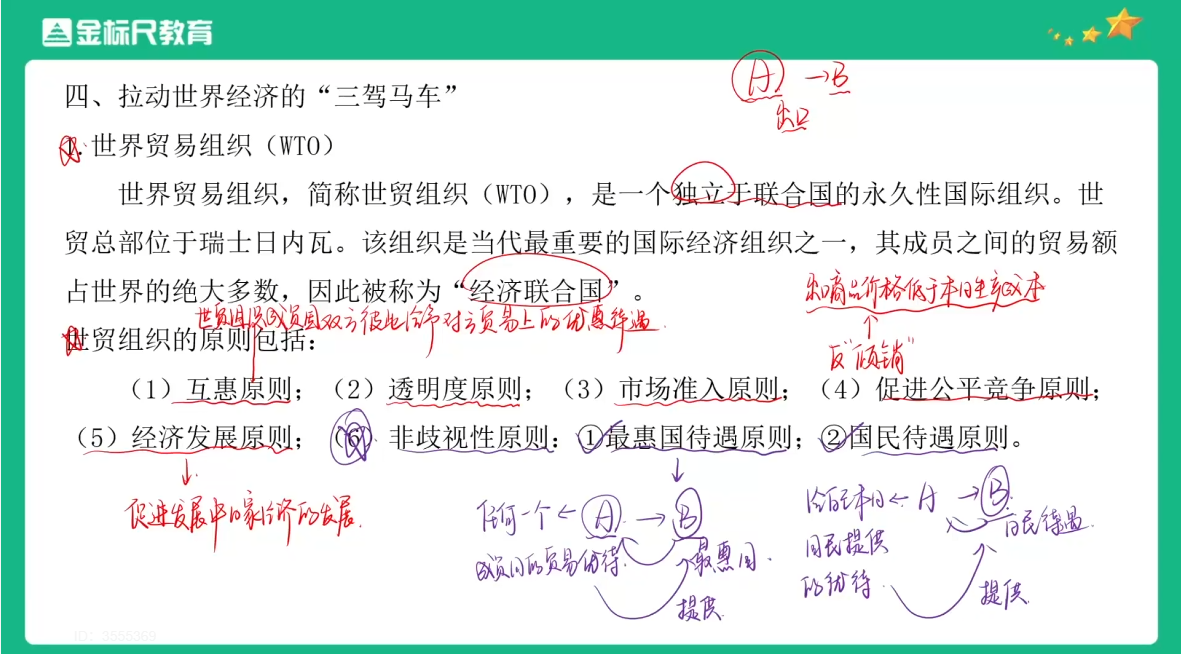 金标尺教育
四、拉动世界经济的“三驾马车”
A → B
出口
1.世界贸易组织（WTO）
世界贸易组织，简称世贸组织（WTO），是一个独立于联合国的永久性国际组织。世
贸总部位于瑞士日内瓦。该组织是当代最重要的国际经济组织之一，其成员之间的贸易额
占世界的绝大多数，因此被称为“经济联合国”。
出口商品价格低于本国生产成本
世贸组织成员国双方彼此给予对方贸易上的优惠待遇
↑
反“倾销”
世贸组织的原则包括：
（1）互惠原则；（2）透明度原则；（3）市场准入原则；（4）促进公平竞争原则；
（5）经济发展原则；（6）非歧视性原则：①最惠国待遇原则；②国民待遇原则。
促进发展中国家经济的发展
任何一个 ← A → B
成员国的贸易优待 最惠国
提供
给自己本国 ← A → B
国民待遇
国民提供
的优待
提供
ID: 3555369